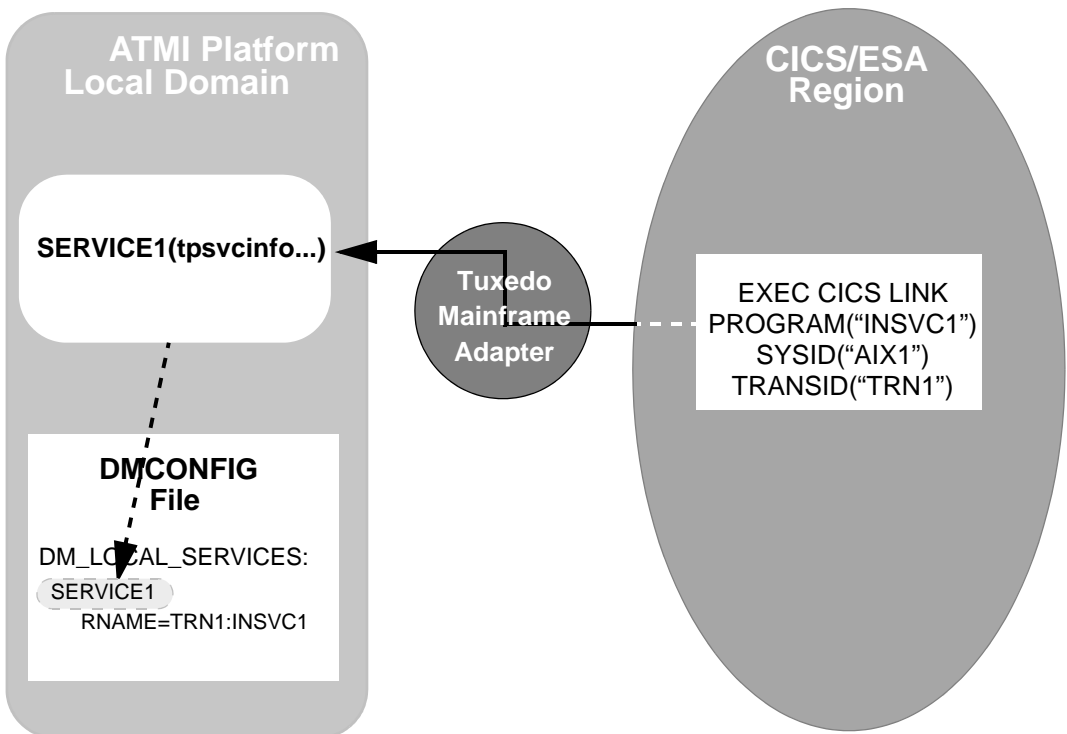 ATMI Platform
Local Domain
SERVICE1(tpsvcinfo...)
DMCONFIG
File
DM_LOCAL_SERVICES:
SERVICE1
RNAME=TRN1:INSVC1
Tuxedo
Mainframe
Adapter
CICS/ESA
Region
EXEC CICS LINK
PROGRAM(“INSVC1”)
SYSID(“AIX1”)
TRANSID(“TRN1”)